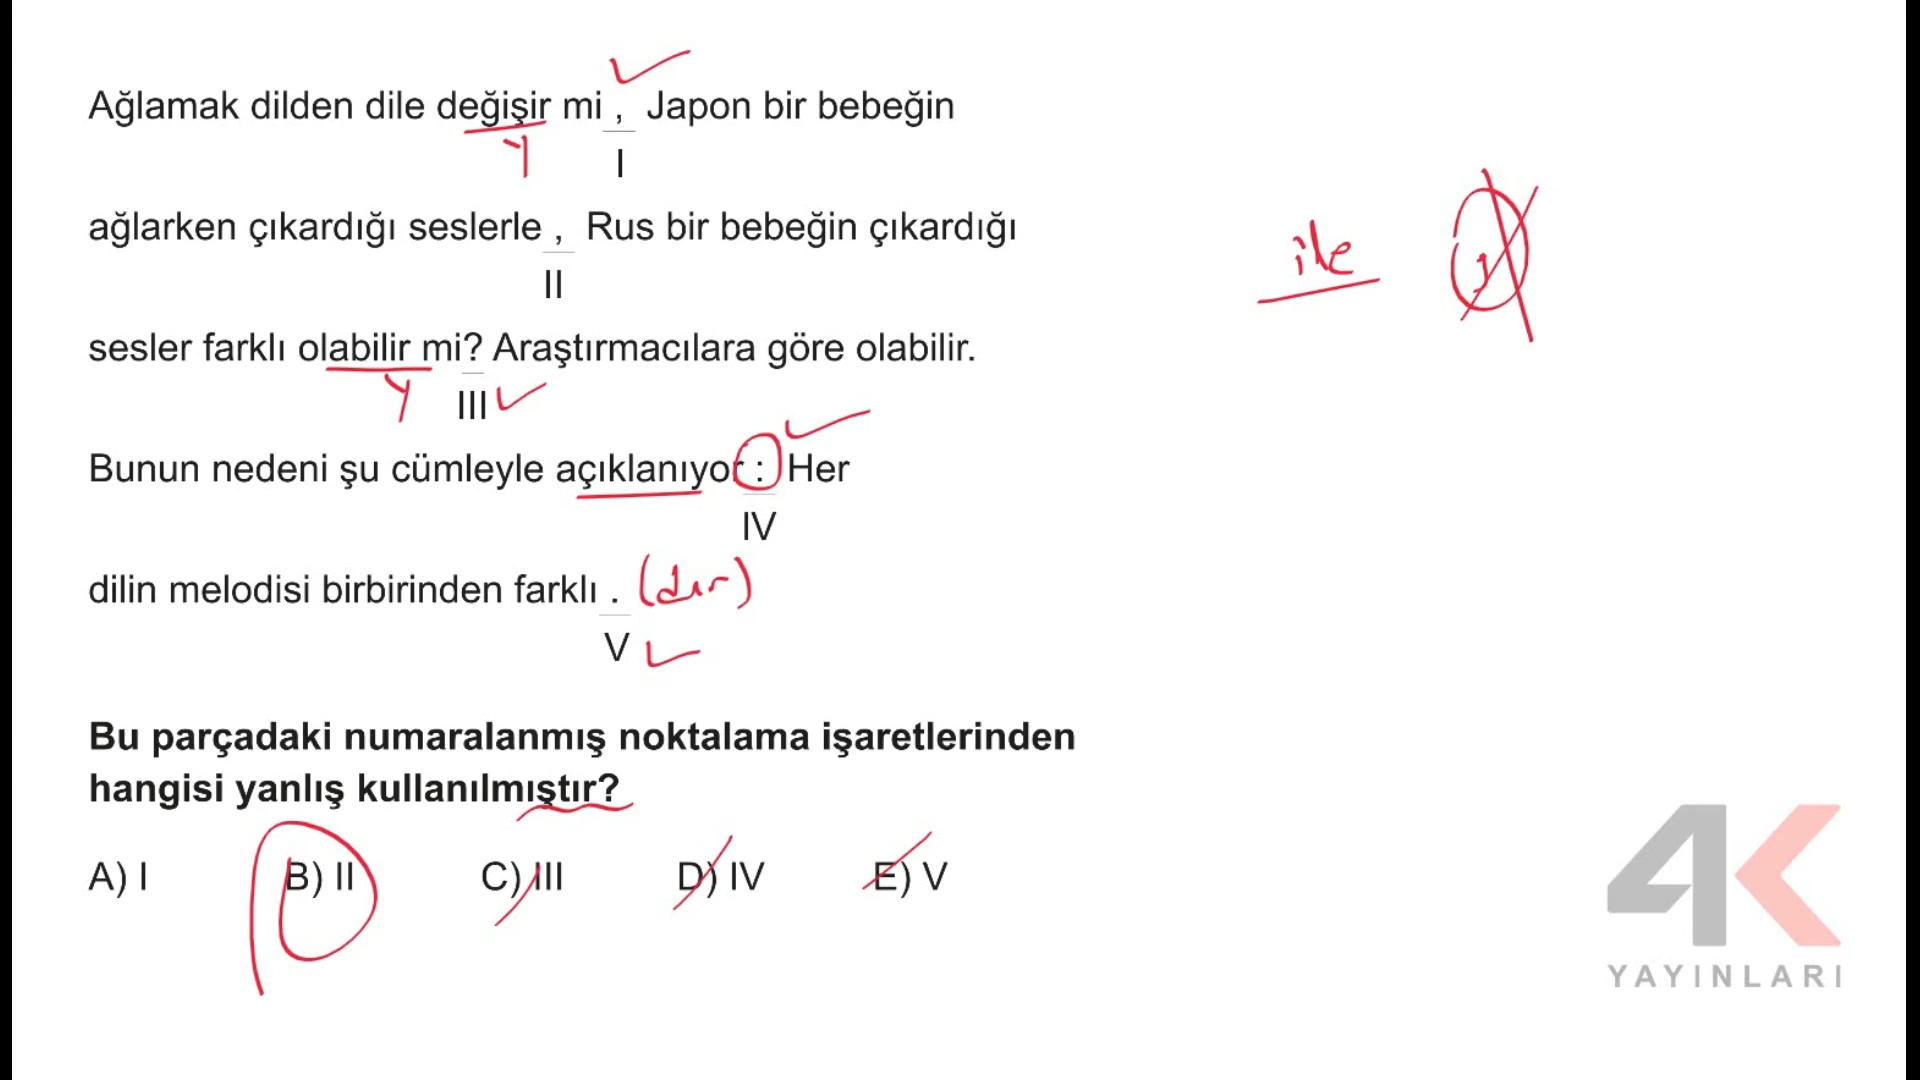 Ağlamak dilden dile değişir mi , Japon bir bebeğin
Y I
ağlarken çıkardığı seslerle , Rus bir bebeğin çıkardığı
II
ile
sesler farklı olabilir mi? Araştırmacılara göre olabilir.
Y III
Bunun nedeni şu cümleyle açıklanıyor : Her
IV
dilin melodisi birbirinden farklı . (dır)
V
Bu parçadaki numaralanmış noktalama işaretlerinden
hangisi yanlış kullanılmıştır?
A) I B) II C) III D) IV E) V
4K
YAYINLARI